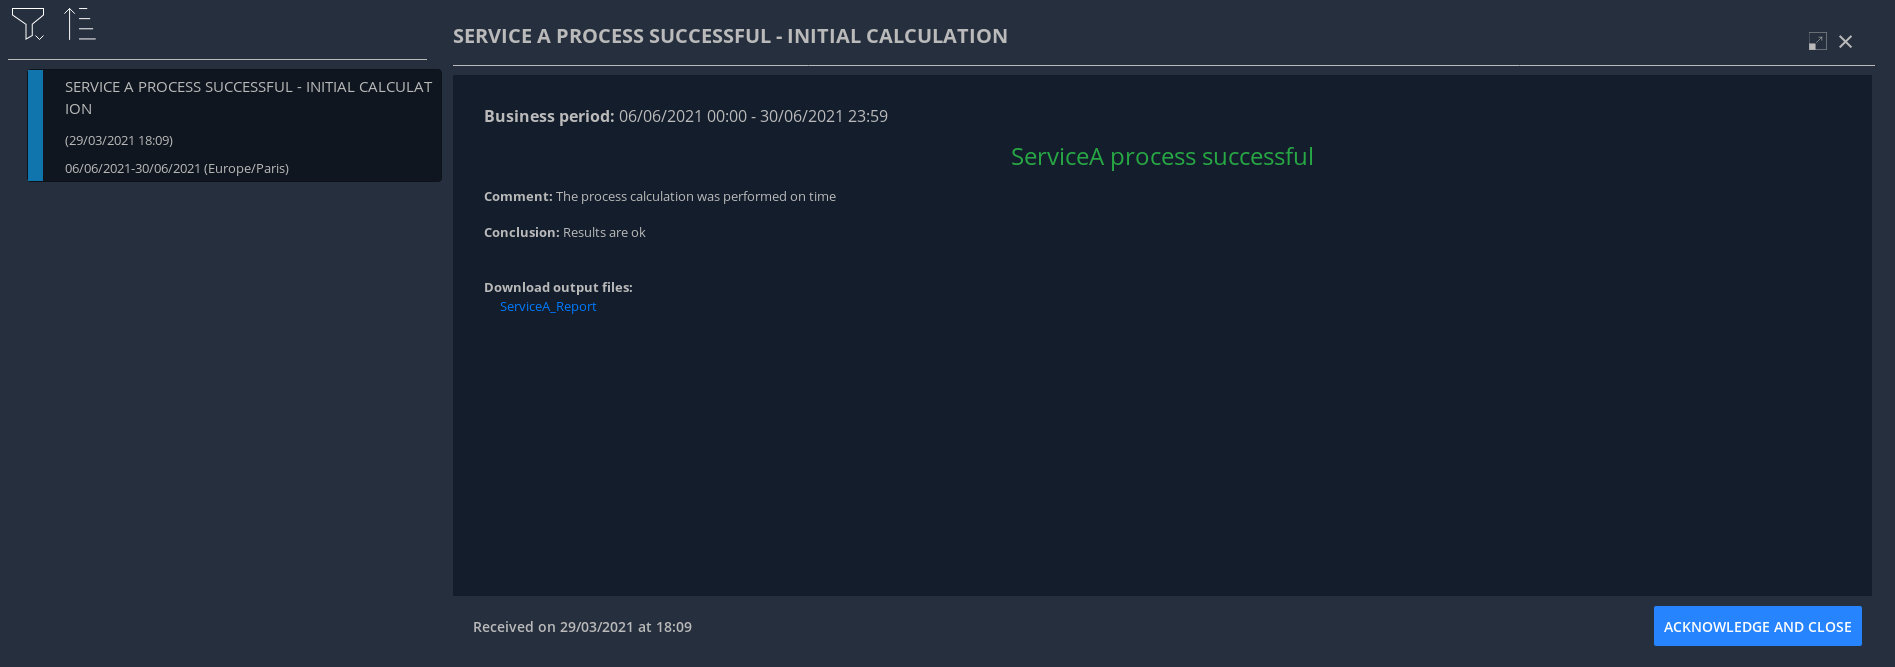 SERVICE A PROCESS SUCCESSFUL - INITIAL CALCULAT
ION
(29/03/2021 18:09)
06/06/2021-30/06/2021 (Europe/Paris)
SERVICE A PROCESS SUCCESSFUL - INITIAL CALCULATION
Business period: 06/06/2021 00:00 - 30/06/2021 23:59
ServiceA process successful
Comment: The process calculation was performed on time
Conclusion: Results are ok
Download output files:
ServiceA_Report
Received on 29/03/2021 at 18:09
ACKNOWLEDGE AND CLOSE